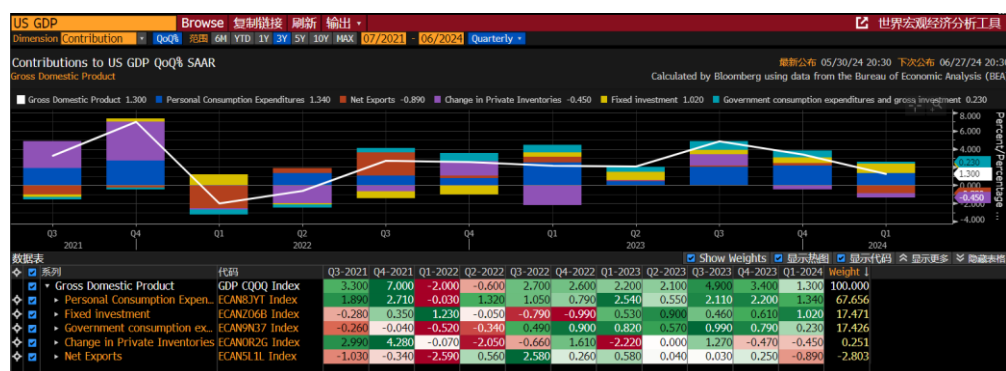 US GDP Browse 复制链接 刷新 输出 世界宏观经济分析工具
Dimension Contribution QoQ% 范围 6M YTD 1Y 3Y 5Y 10Y MAX 07/2021 - 06/2024 Quarterly
Contributions to US GDP QoQ% SAAR 最新公布 05/30/24 20:30 下次公布 06/27/24 20:30
Gross Domestic Product Calculated by Bloomberg using data from the Bureau of Economic Analysis (BEA
Gross Domestic Product 1.300 Personal Consumption Expenditures 1.340 Net Exports -0.890 Change in Private Inventories -0.450 Fixed investment 1.020 Government consumption expenditures and gross investment 0.230
8.000
6.000
4.000
0.230
1.300
0.000
-0.450
-2.000
-4.000
Percent/Percentage ...
Q3 Q4 Q1 Q2 Q3 Q4 Q1 Q2 Q3 Q4 Q1
2021 2022 2023 2024
数据表 Show Weights 显示热图 显示代码 显示更多 隐藏表格
系列 代码 Q3-2021 Q4-2021 Q1-2022 Q2-2022 Q3-2022 Q4-2022 Q1-2023 Q2-2023 Q3-2023 Q4-2023 Q1-2024 Weight
Gross Domestic Product GDP CQOQ Index 3.300 7.000 -2.000 -0.600 2.700 2.600 2.200 2.100 4.900 3.400 1.300 100.000
Personal Consumption Expen... ECAN8JYT Index 1.890 2.710 -0.030 1.320 1.050 0.790 2.540 0.550 2.110 2.200 1.340 67.656
Fixed investment ECANZO6B Index -0.280 0.350 1.230 -0.050 -0.790 -0.990 0.530 0.900 0.460 0.610 1.020 17.471
Government consumption ex... ECAN9N37 Index -0.260 -0.040 -0.520 -0.340 0.490 0.900 0.820 0.570 0.990 0.790 0.230 17.426
Change in Private Inventories ECAN0R2G Index 2.990 4.280 -0.070 -2.050 -0.660 1.610 -2.220 0.000 1.270 -0.470 -0.450 0.251
Net Exports ECAN5L1L Index -1.030 -0.340 -2.590 0.560 2.580 0.260 0.580 0.040 0.030 0.250 -0.890 -2.803